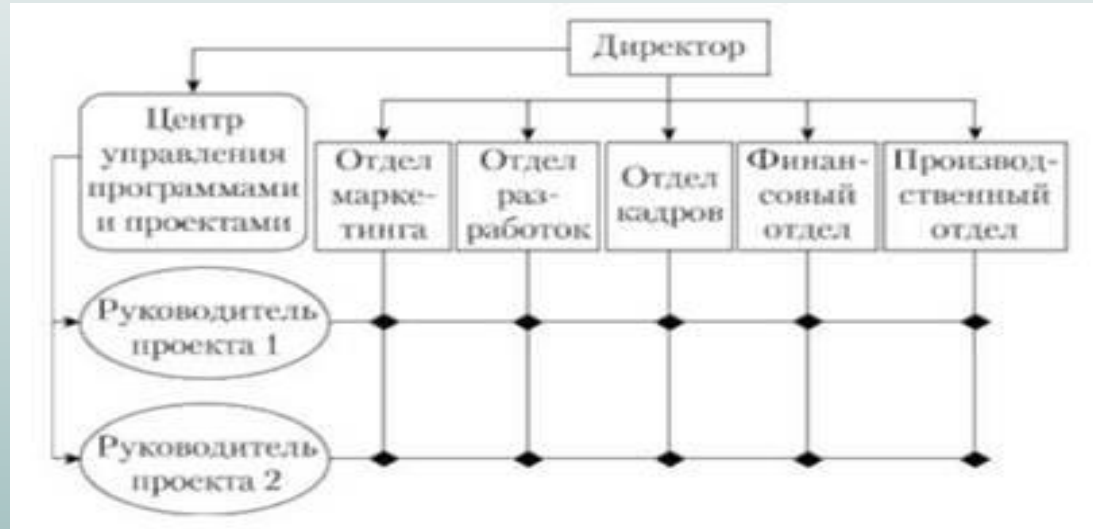 Директор
Центр
управления
программами
и проектами
Отдел
марке-
тинга
Отдел
раз-
работок
Отдел
кадров
Финан-
совый
отдел
Производ-
ственный
отдел
Руководитель
проекта 1
Руководитель
проекта 2